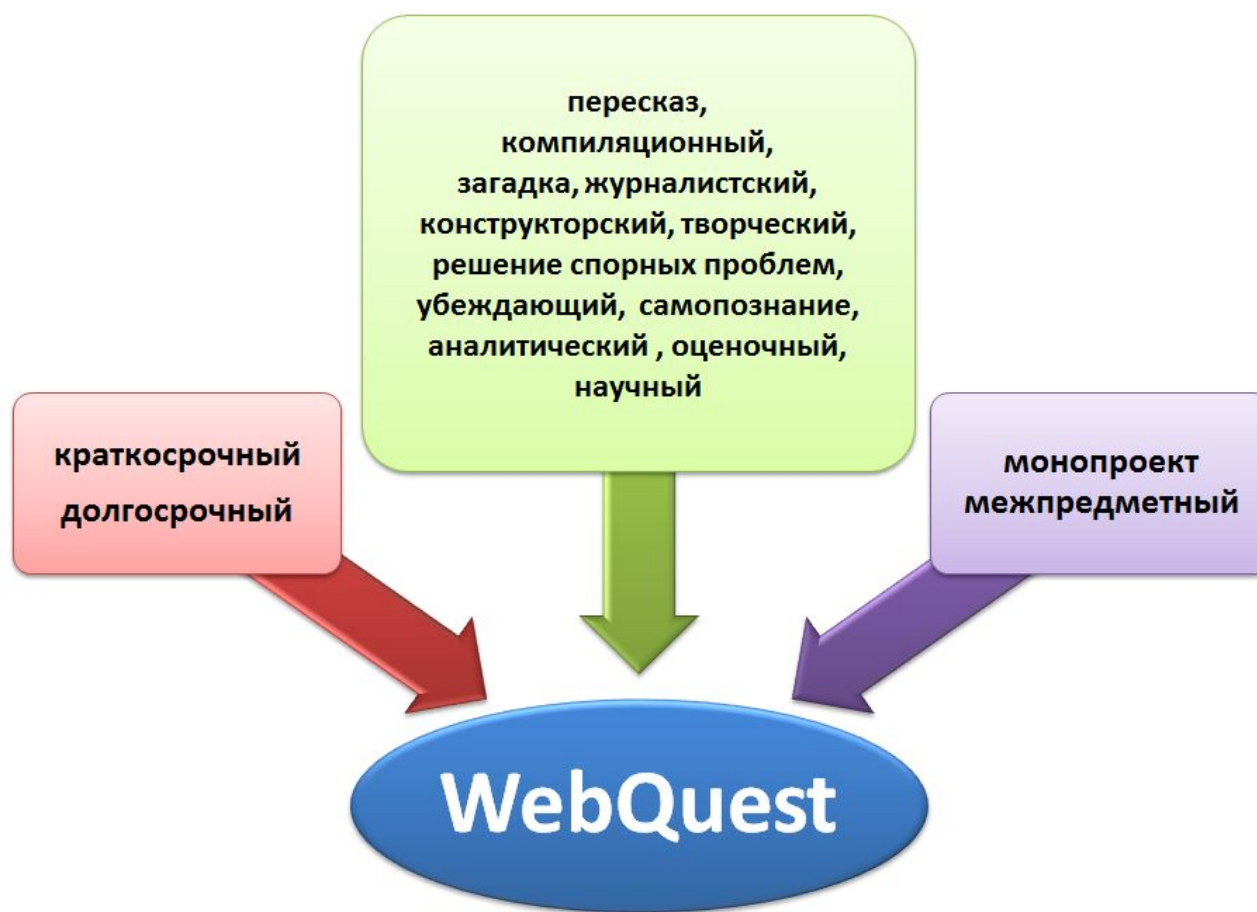 пересказ,
компиляционный,
загадка, журналистский,
конструкторский, творческий,
решение спорных проблем,
убеждающий, самопознание,
аналитический , оценочный,
научный
краткосрочный
долгосрочный
монопроект
межпредметный
WebQuest